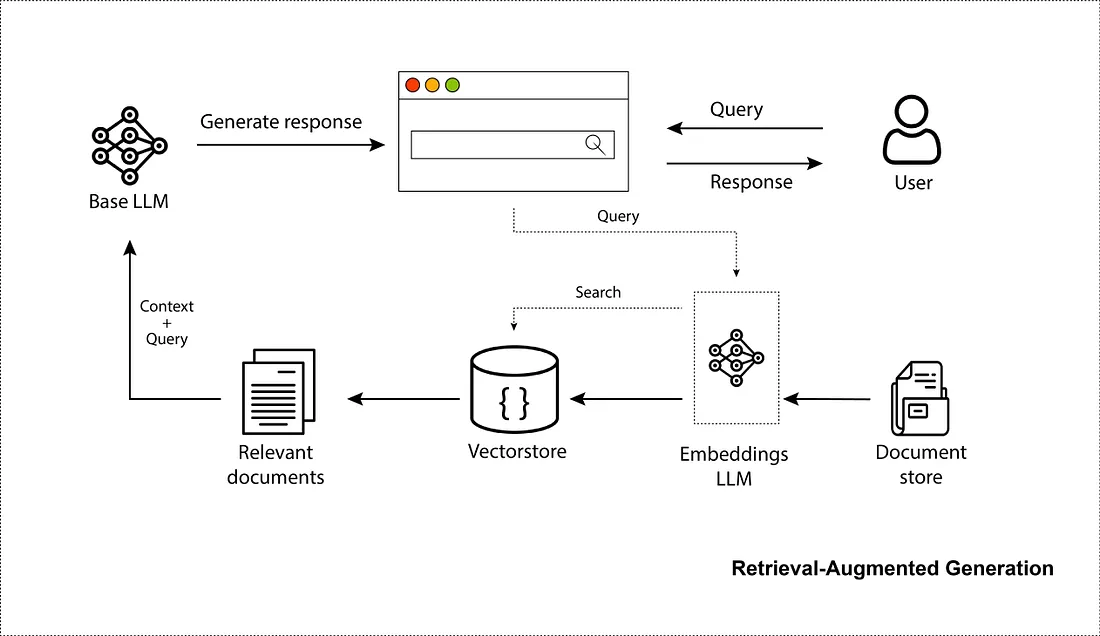 Generate response
Query
Base LLM
Response
User
Query
Context
+
Query
Search
{ }
Relevant
documents
Vectorstore
Embeddings
LLM
Document
store
Retrieval-Augmented Generation